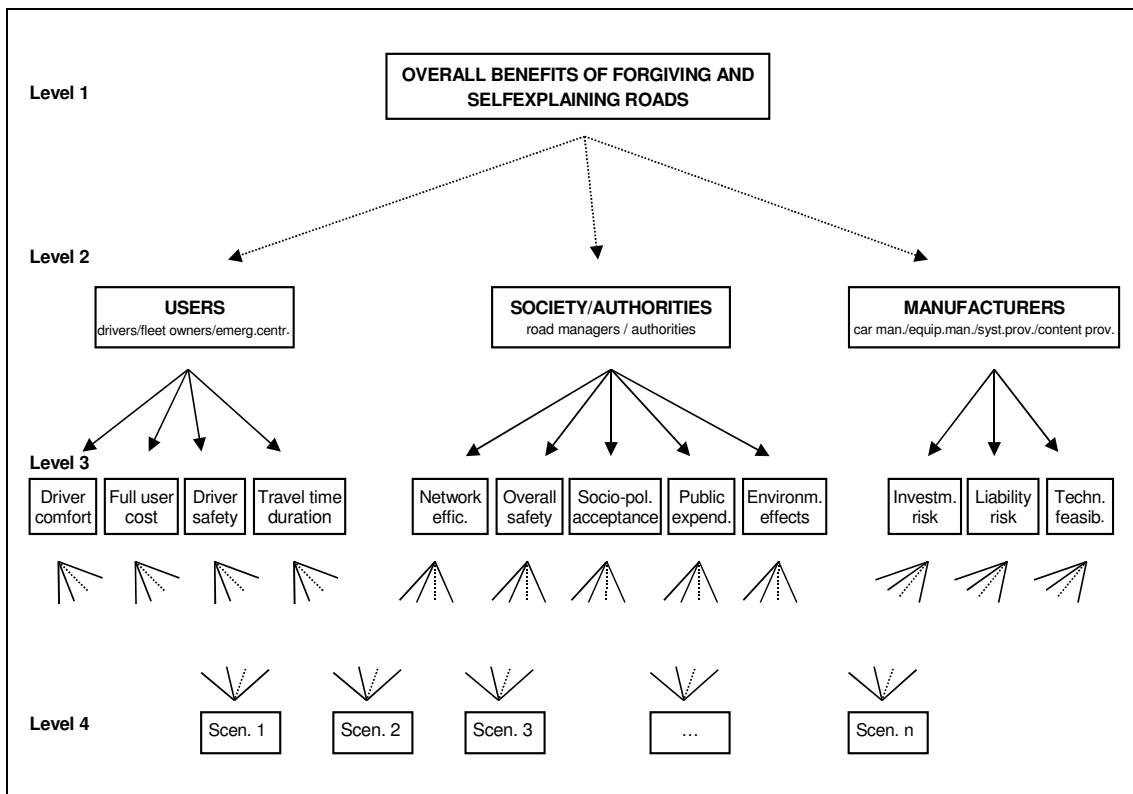 Level 1
OVERALL BENEFITS OF FORGIVING AND
SELFEXPLAINING ROADS
Level 2
USERS
drivers/fleet owners/emerg.centr.
SOCIETY/AUTHORITIES
road managers / authorities
MANUFACTURERS
car man./equip.man./syst.prov./content prov.
Level 3
Driver
comfort
Full user
cost
Driver
safety
Travel time
duration
Network
effic.
Overall
safety
Socio-pol.
acceptance
Public
expend.
Environm.
effects
Investm.
risk
Liability
risk
Techn.
feasib.
Level 4
Scen. 1
Scen. 2
Scen. 3
...
Scen. n